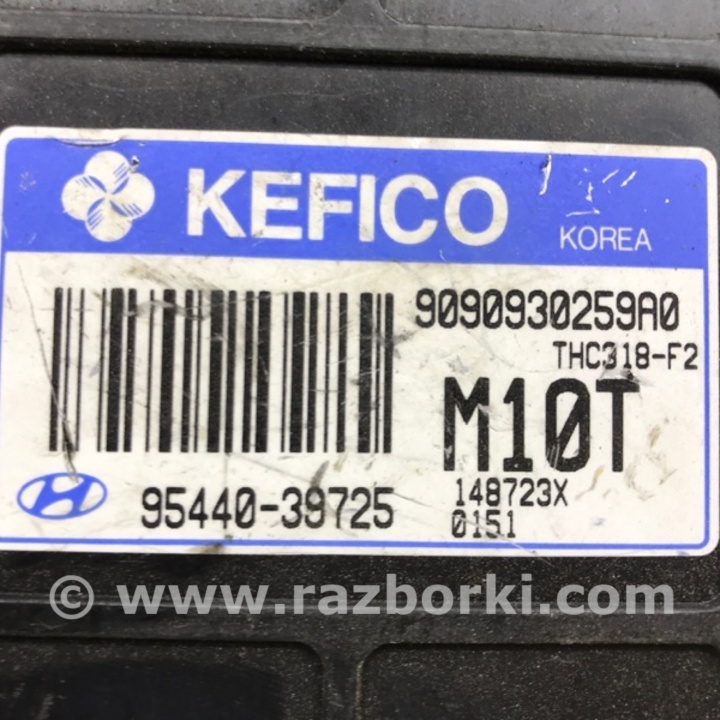 KEFICO
KOREA
9090930259A0
THC318-F2
M10T
95440-39725
148723X
0151
© www.razborki.com